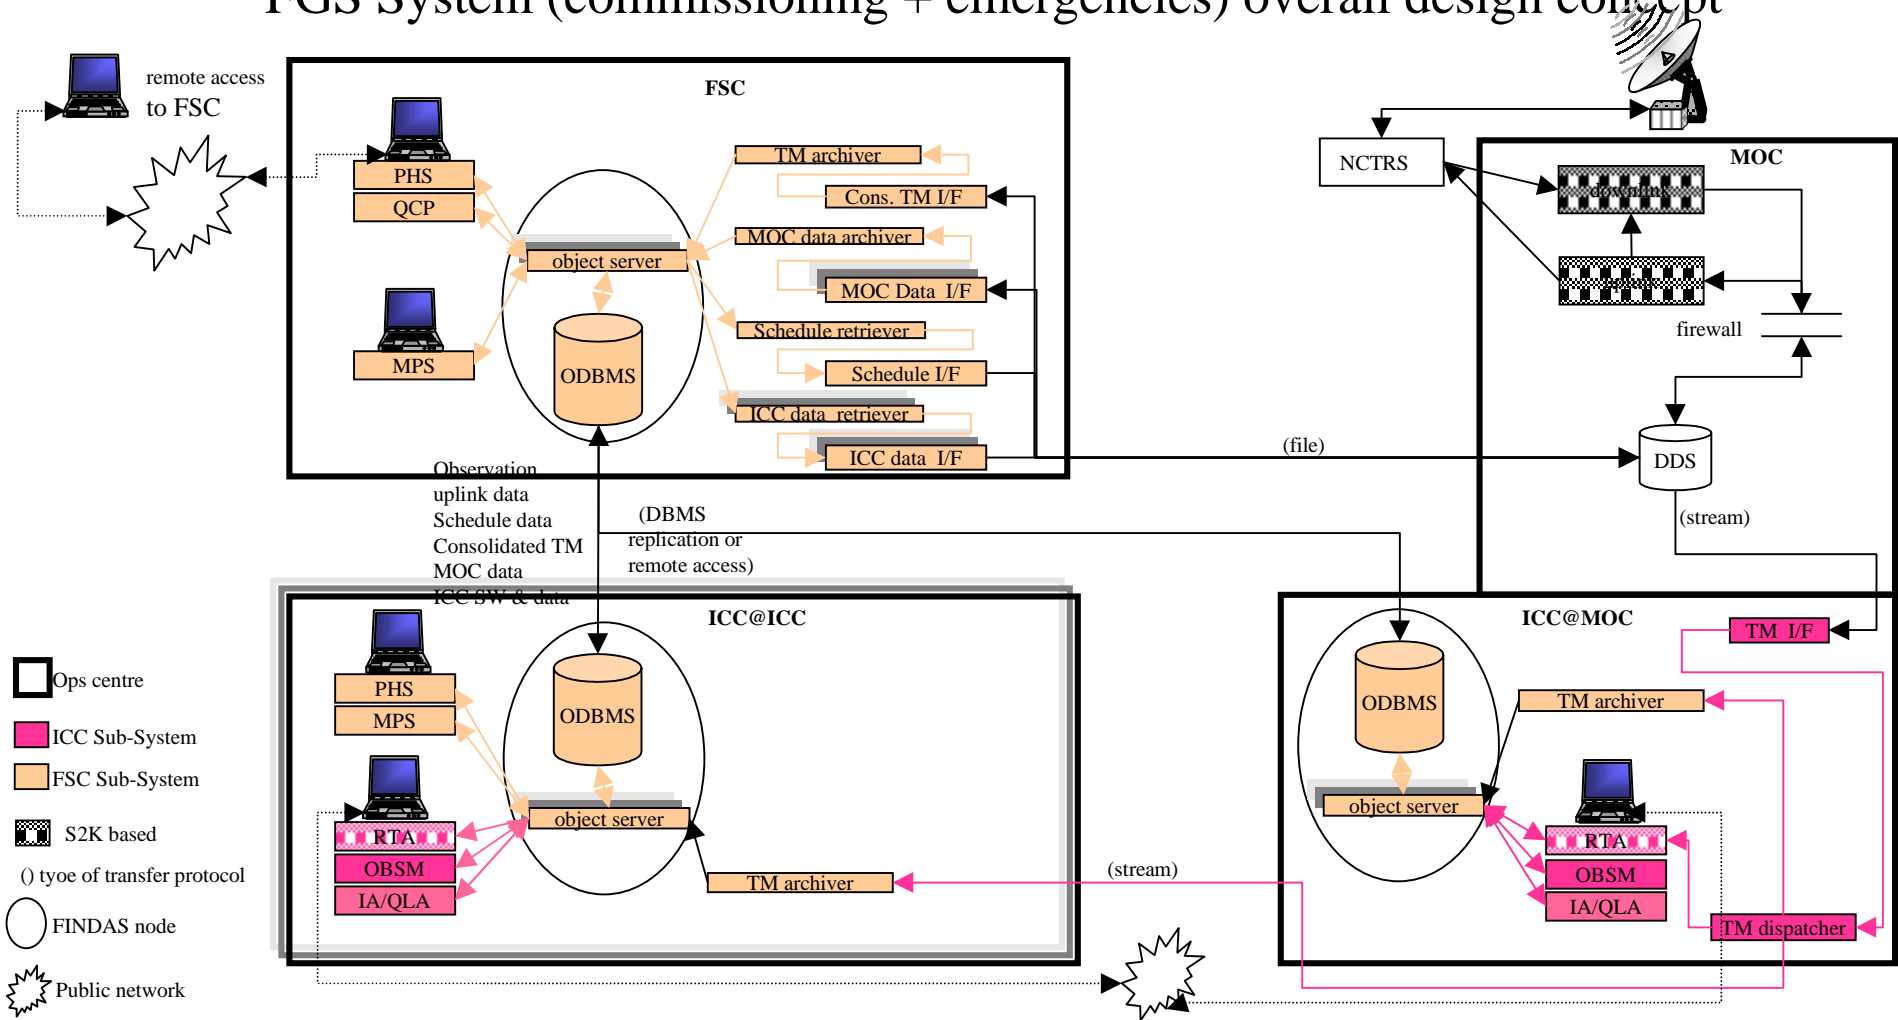 FGS System (commissioning + emergencies) overall design concept
remote access
to FSC
FSC
PHS
QCP
MPS
object server
ODBMS
TM archiver
Cons. TM I/F
MOC data archiver
MOC Data I/F
Schedule retriever
Schedule I/F
ICC data retriever
ICC data I/F
NCTRS
MOC
downlink
uplink
firewall
DDS
(file)
(stream)
Observation
uplink data
Schedule data
Consolidated TM
MOC data
ICC SW & data
(DBMS
replication or
remote access)
ICC@ICC
PHS
MPS
ODBMS
object server
RTA
OBSM
IA/QLA
TM archiver
(stream)
ICC@MOC
TM I/F
ODBMS
TM archiver
object server
RTA
OBSM
IA/QLA
TM dispatcher
Ops centre
ICC Sub-System
FSC Sub-System
S2K based
() tyoe of transfer protocol
FINDAS node
Public network